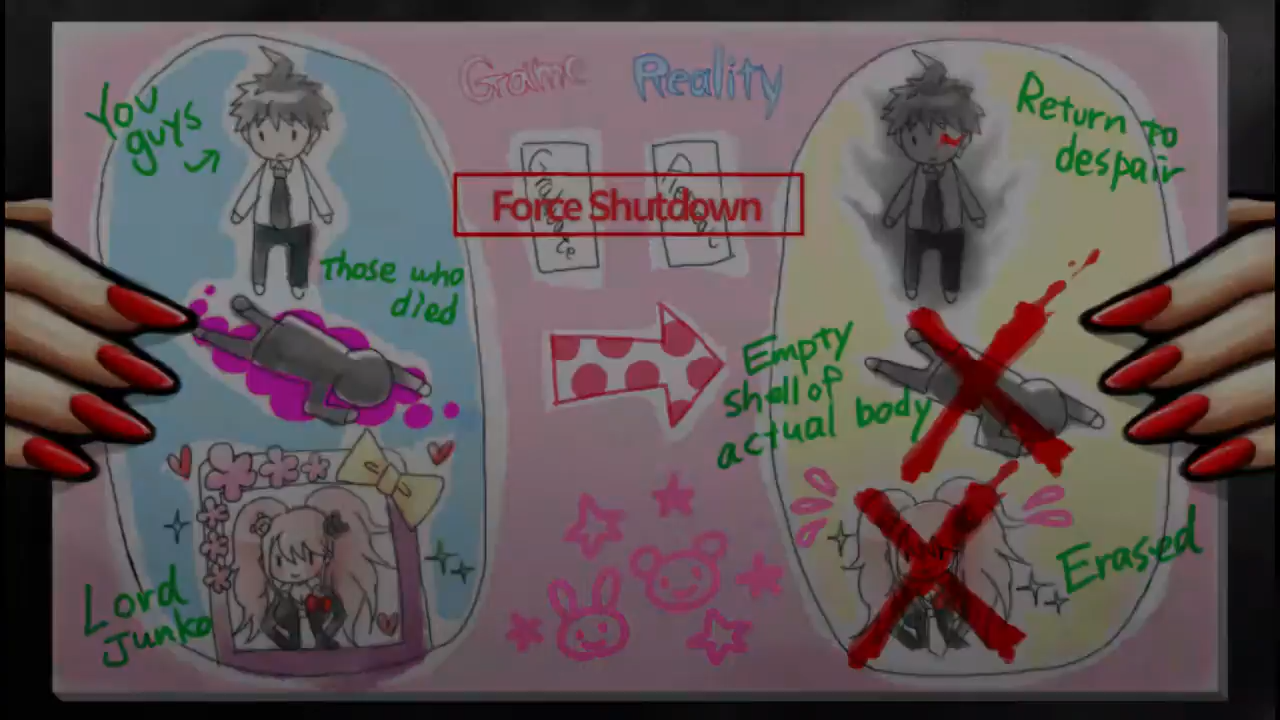 Game
Reality
You
guys
Return to
despair
Force Shutdown
Those who
died
Empty
shell of
actual body
Lord
Junko
Erased